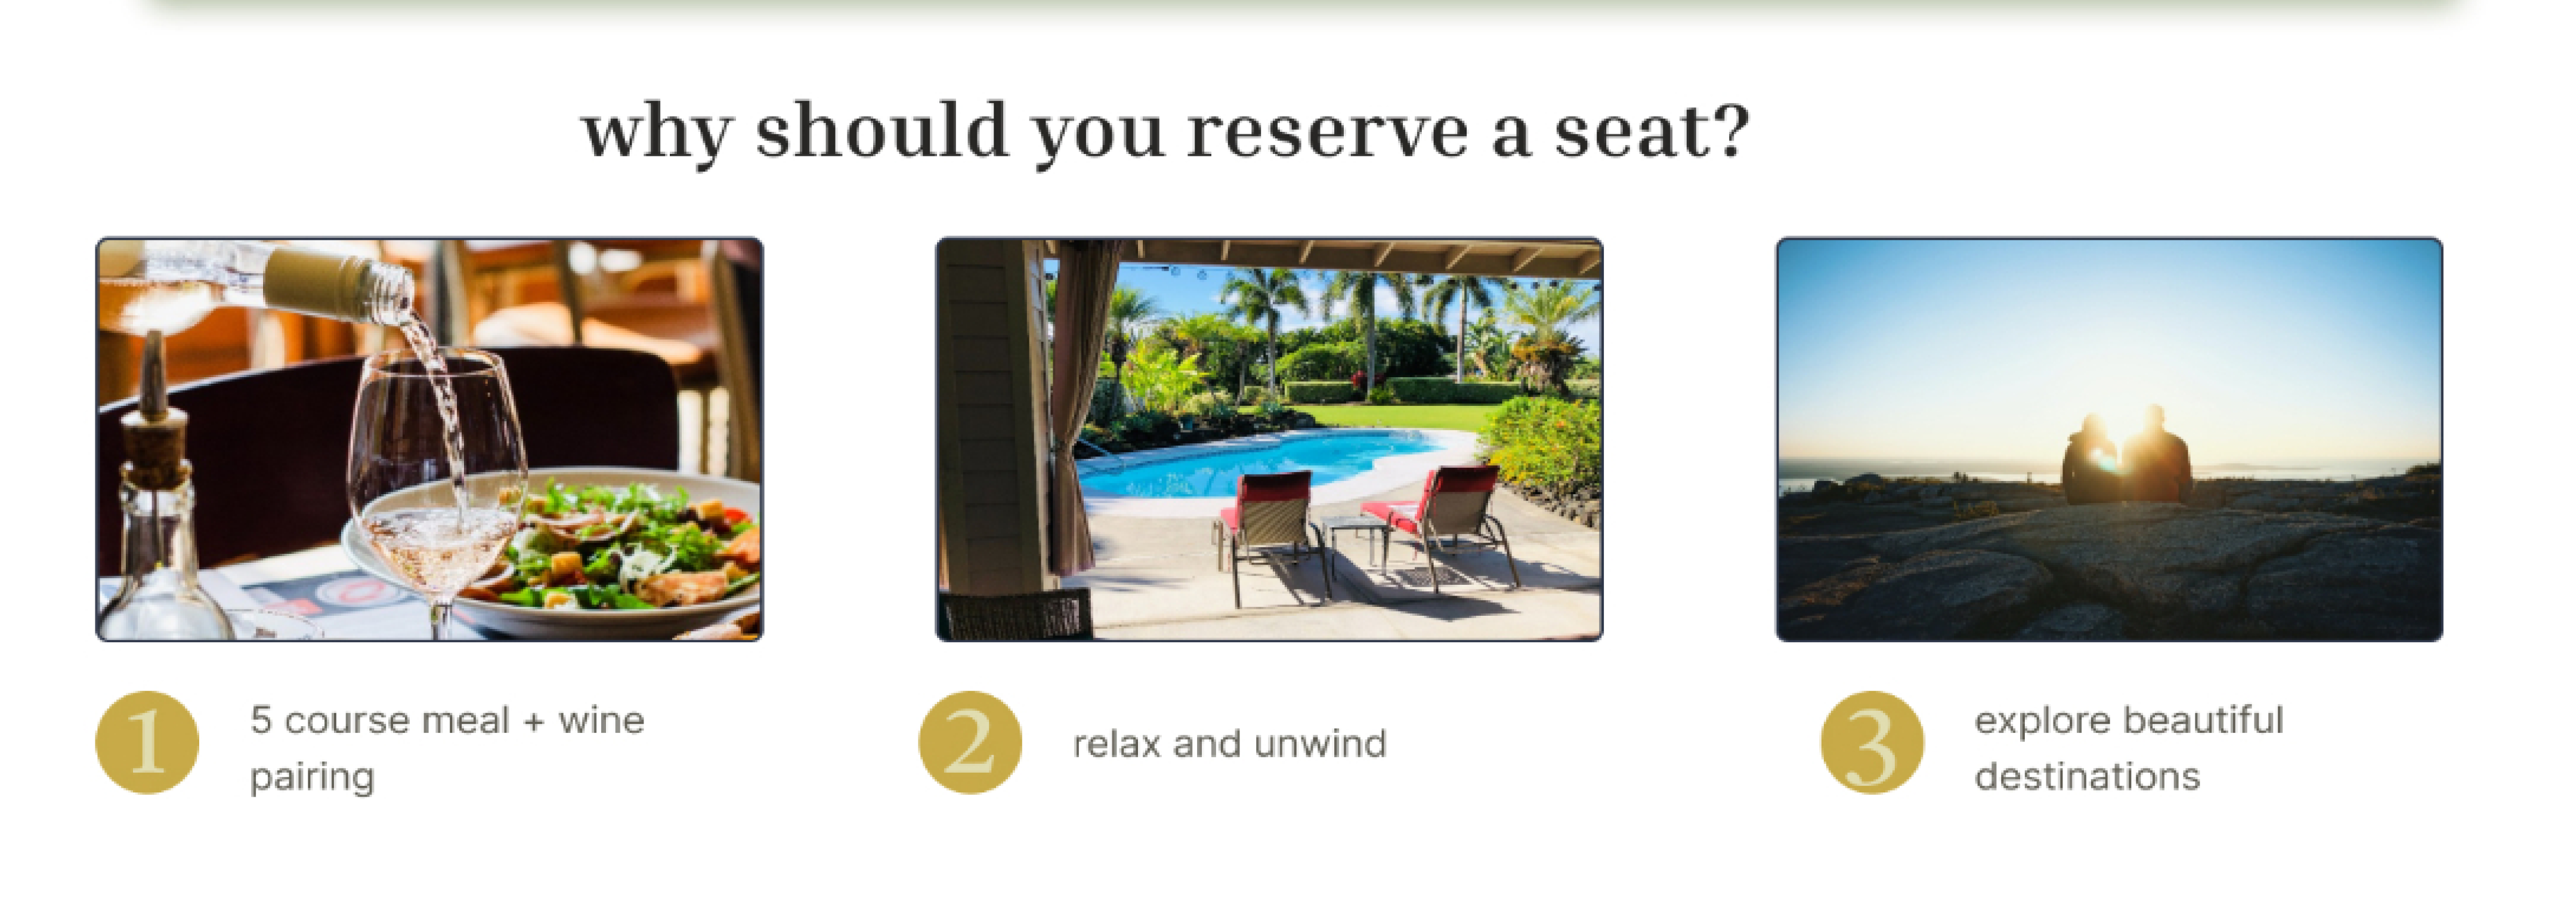 why should you reserve a seat?
1
5 course meal + wine
pairing
2
relax and unwind
3
explore beautiful
destinations